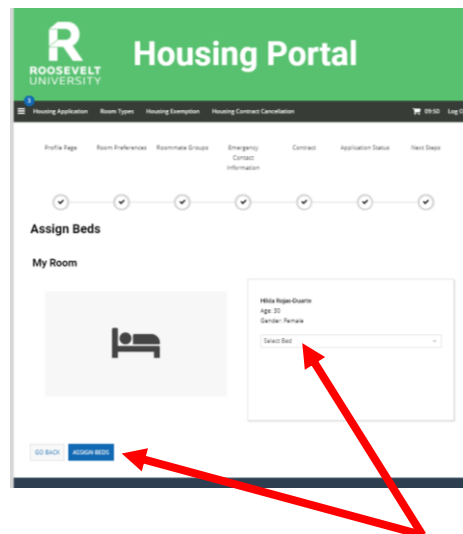 R
ROOSEVELT
UNIVERSITY
Housing Portal
3
Housing Application Room Types Housing Exemption Housing Contract Cancellation 09:50 Log O
Profile Page Room Preferences Roommate Groups Emergency Contact Information Contract Application Status Next Steps
Assign Beds
My Room
Hilda Rojas-Duarte
Age: 30
Gender: Female
Select Bed
GO BACK ASSIGN BEDS